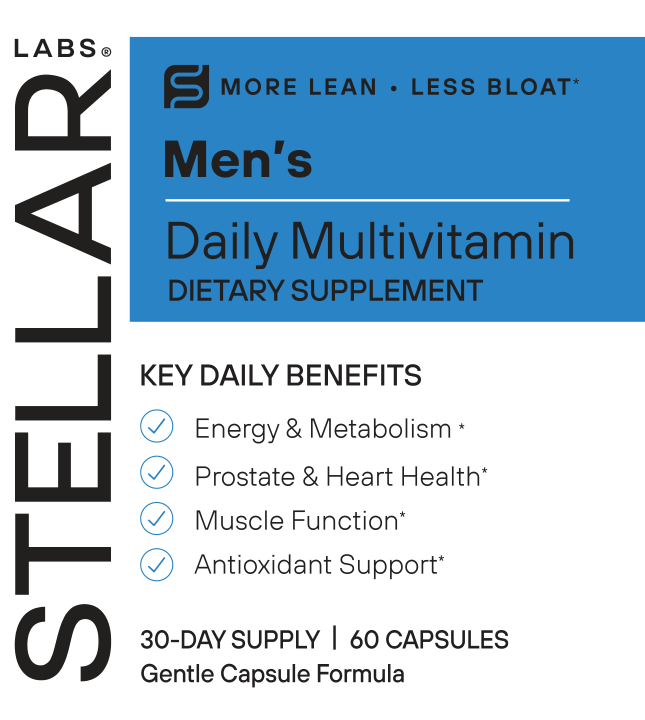 LABS®
STELLAR
MORE LEAN • LESS BLOAT*
Men's
Daily Multivitamin
DIETARY SUPPLEMENT
KEY DAILY BENEFITS
Energy & Metabolism *
Prostate & Heart Health*
Muscle Function*
Antioxidant Support*
30-DAY SUPPLY | 60 CAPSULES
Gentle Capsule Formula